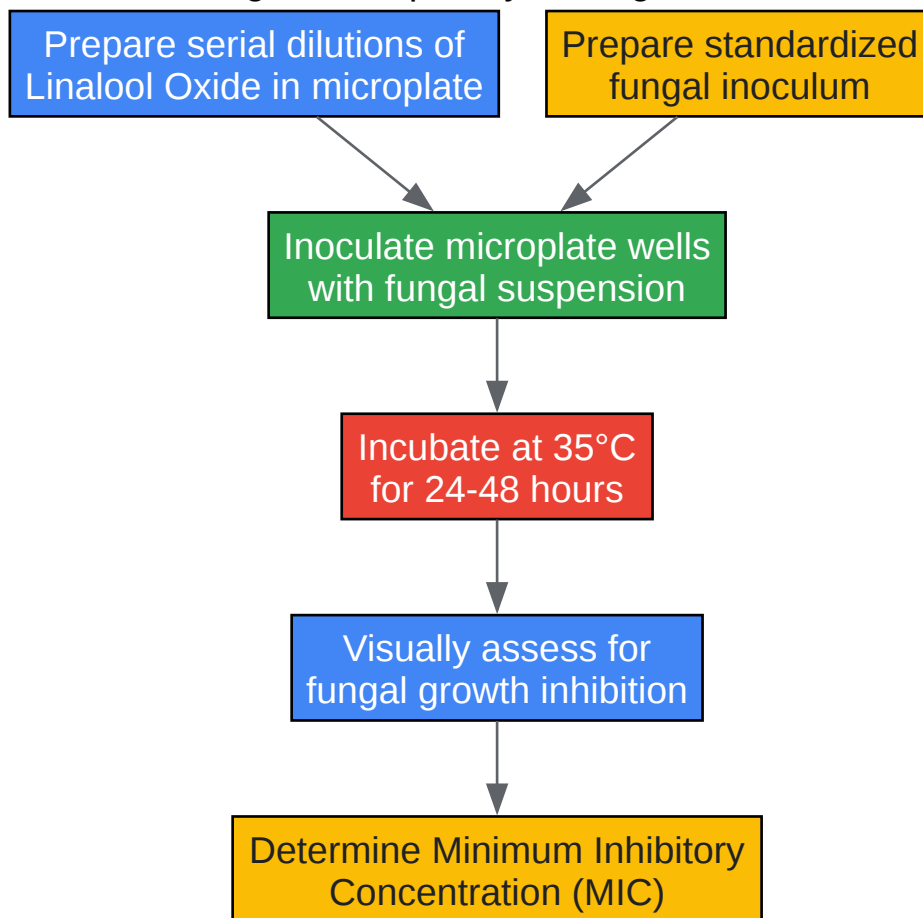 Prepare serial dilutions of
Linalool Oxide in microplate
Prepare standardized
fungal inoculum
Inoculate microplate wells
with fungal suspension
Incubate at 35°C
for 24-48 hours
Visually assess for
fungal growth inhibition
Determine Minimum Inhibitory
Concentration (MIC)